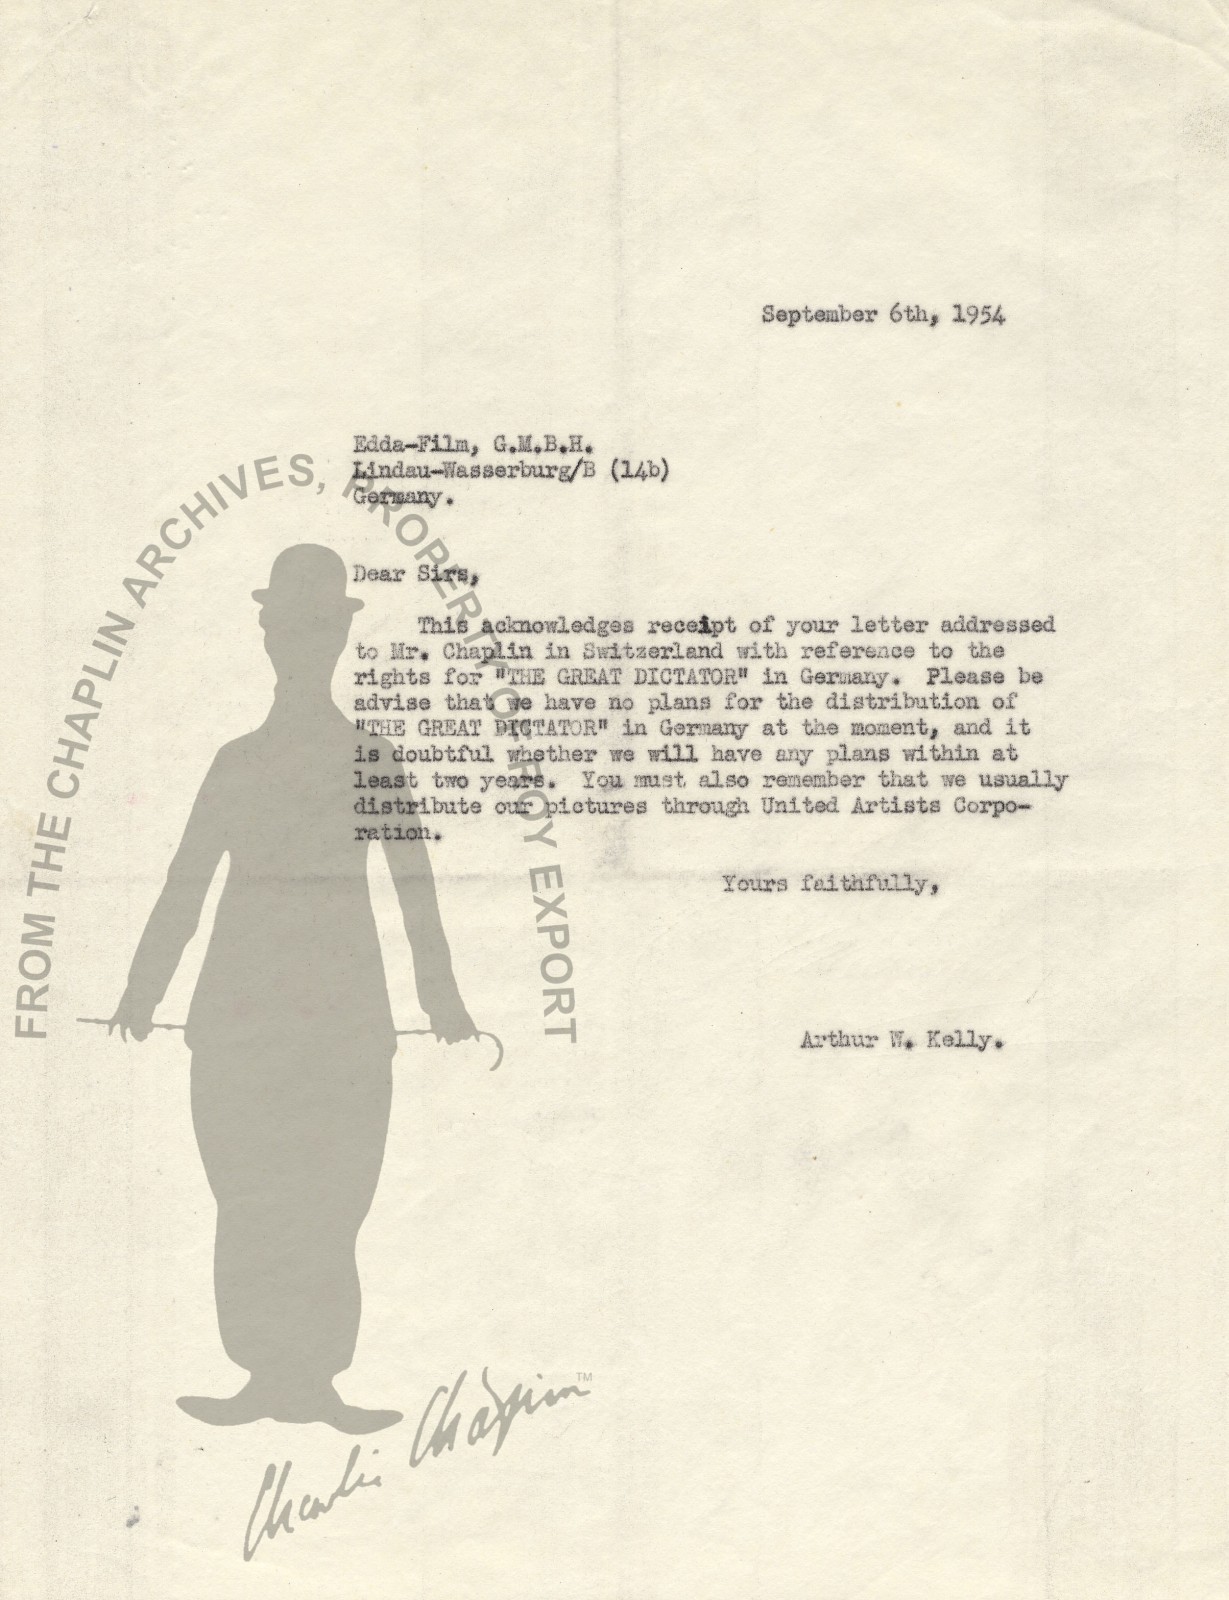 September 6th, 1954
Edda-Film, G.M.B.H.
Lindau-Wasserburg/B (14b)
Germany.
Dear Sirs,
This acknowledges receipt of your letter addressed
to Mr. Chaplin in Switzerland with reference to the
rights for "THE GREAT DICTATOR" in Germany. Please be
advise that we have no plans for the distribution of
"THE GREAT DICTATOR" in Germany at the moment, and it
is doubtful whether we will have any plans within at
least two years. You must also remember that we usually
distribute our pictures through United Artists Corpo-
ration.
Yours faithfully,
Arthur W. Kelly.
FROM THE CHAPLIN ARCHIVES, PROPERTY OF ROY EXPORT
Charlie Chaplin TM